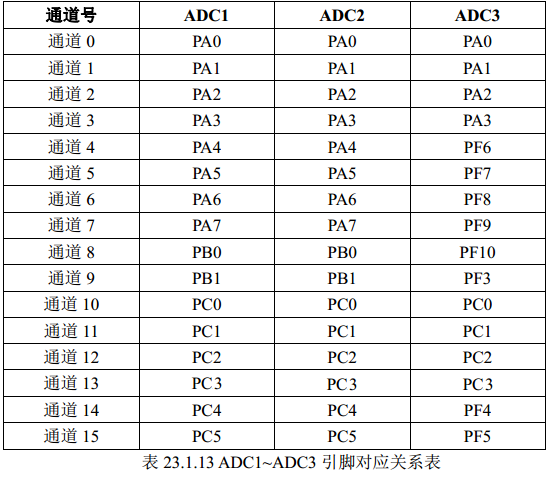 通道号 ADC1 ADC2 ADC3
通道 0 PA0 PA0 PA0
通道 1 PA1 PA1 PA1
通道 2 PA2 PA2 PA2
通道 3 PA3 PA3 PA3
通道 4 PA4 PA4 PF6
通道 5 PA5 PA5 PF7
通道 6 PA6 PA6 PF8
通道 7 PA7 PA7 PF9
通道 8 PB0 PB0 PF10
通道 9 PB1 PB1 PF3
通道 10 PC0 PC0 PC0
通道 11 PC1 PC1 PC1
通道 12 PC2 PC2 PC2
通道 13 PC3 PC3 PC3
通道 14 PC4 PC4 PF4
通道 15 PC5 PC5 PF5
表 23.1.13 ADC1~ADC3 引脚对应关系表